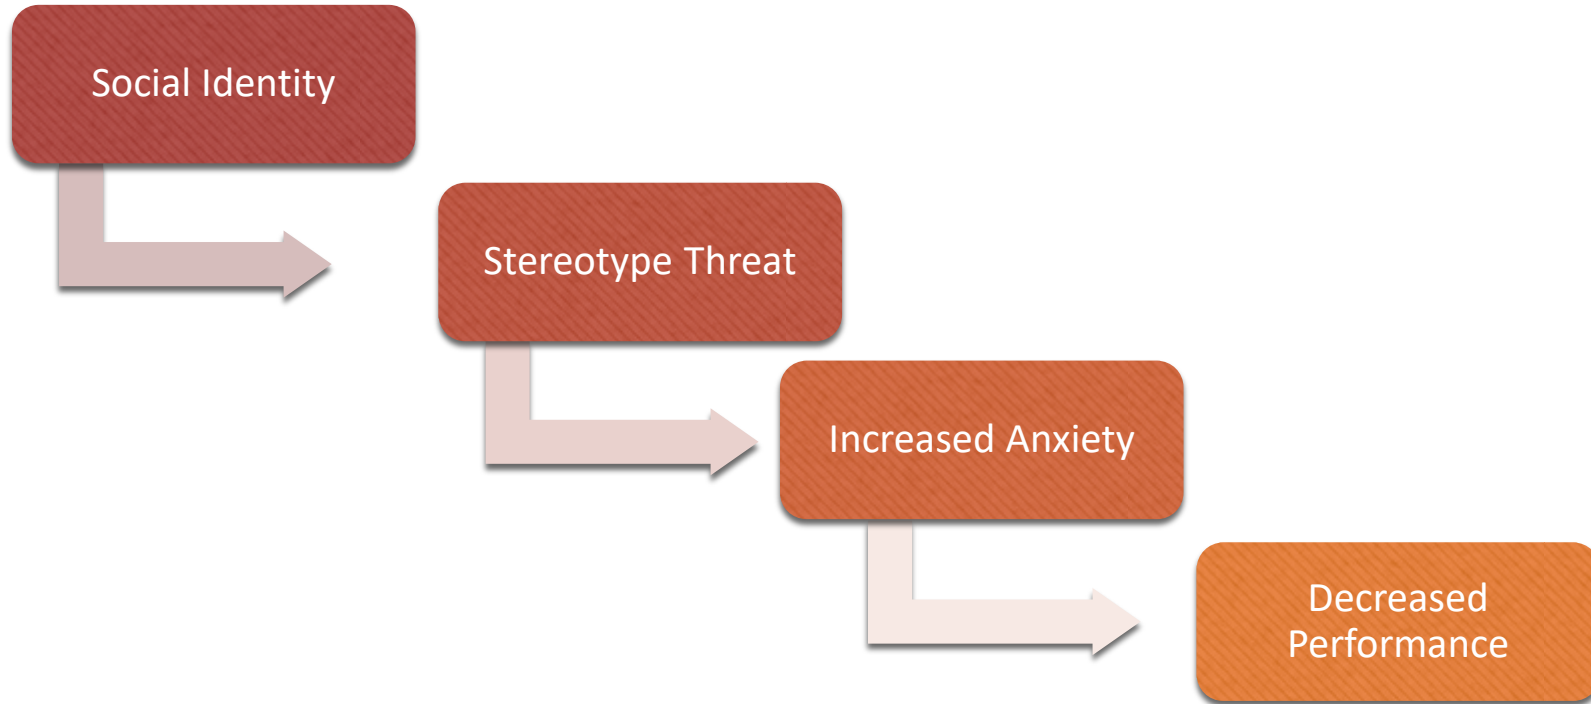 Social Identity
Stereotype Threat
Increased Anxiety
Decreased
Performance